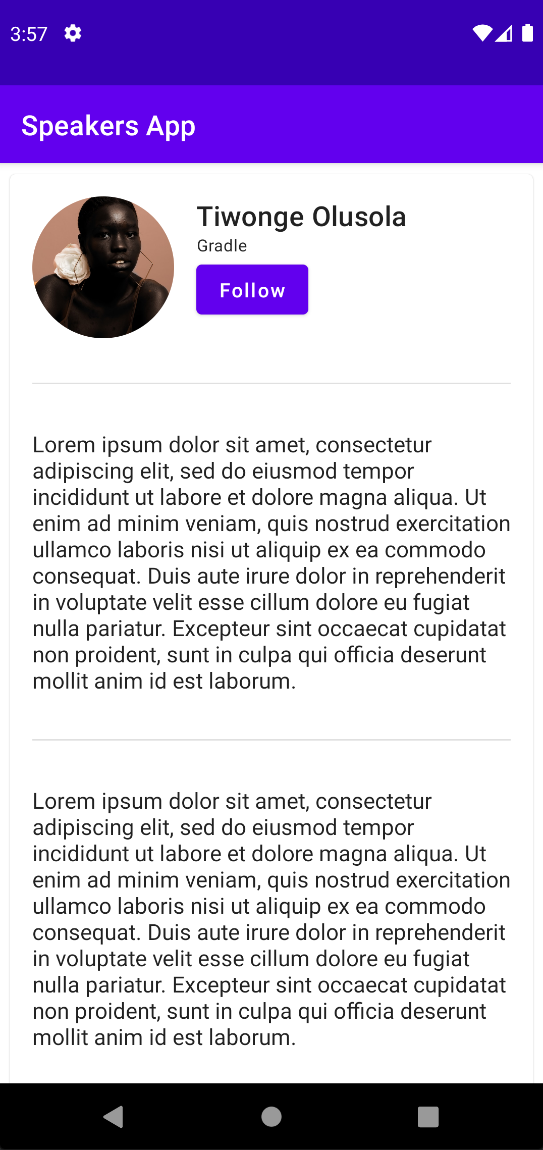 3:57
Speakers App
Tiwonge Olusola
Gradle
Follow
Lorem ipsum dolor sit amet, consectetur
adipiscing elit, sed do eiusmod tempor
incididunt ut labore et dolore magna aliqua. Ut
enim ad minim veniam, quis nostrud exercitation
ullamco laboris nisi ut aliquip ex ea commodo
consequat. Duis aute irure dolor in reprehenderit
in voluptate velit esse cillum dolore eu fugiat
nulla pariatur. Excepteur sint occaecat cupidatat
non proident, sunt in culpa qui officia deserunt
mollit anim id est laborum.
Lorem ipsum dolor sit amet, consectetur
adipiscing elit, sed do eiusmod tempor
incididunt ut labore et dolore magna aliqua. Ut
enim ad minim veniam, quis nostrud exercitation
ullamco laboris nisi ut aliquip ex ea commodo
consequat. Duis aute irure dolor in reprehenderit
in voluptate velit esse cillum dolore eu fugiat
nulla pariatur. Excepteur sint occaecat cupidatat
non proident, sunt in culpa qui officia deserunt
mollit anim id est laborum.